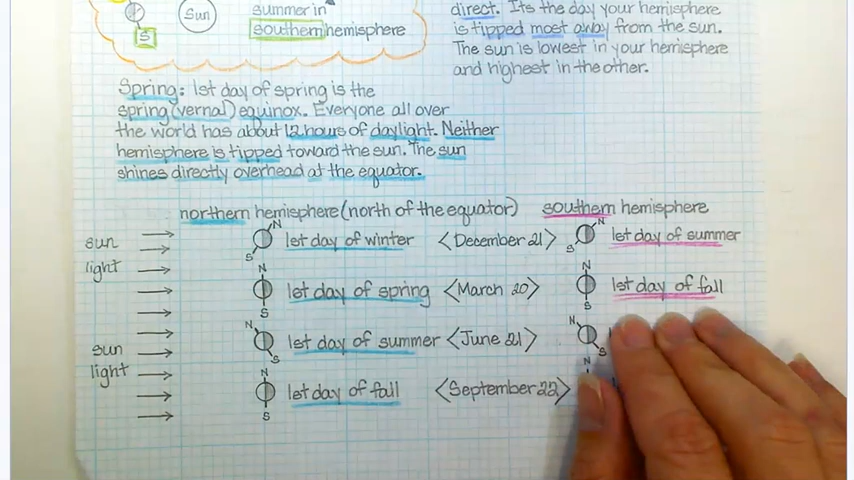 Sun
S
summer in
southern hemisphere
direct. Its the day your hemisphere
is tipped most away from the sun.
The sun is lowest in your hemisphere
and highest in the other.
Spring: 1st day of spring is the
spring (vernal) equinox. Everyone all over
the world has about 12 hours of daylight. Neither
hemisphere is tipped toward the sun. The sun
shines directly overhead at the equator.
northern hemisphere (north of the equator) southern hemisphere
sun
light
N
S
1st day of winter <December 21>
N
S
1st day of summer
N
S
1st day of spring <March 20>
N
S
1st day of fall
sun
light
N
S
1st day of summer <June 21>
N
S
N
S
1st day of fall <September 22>
N